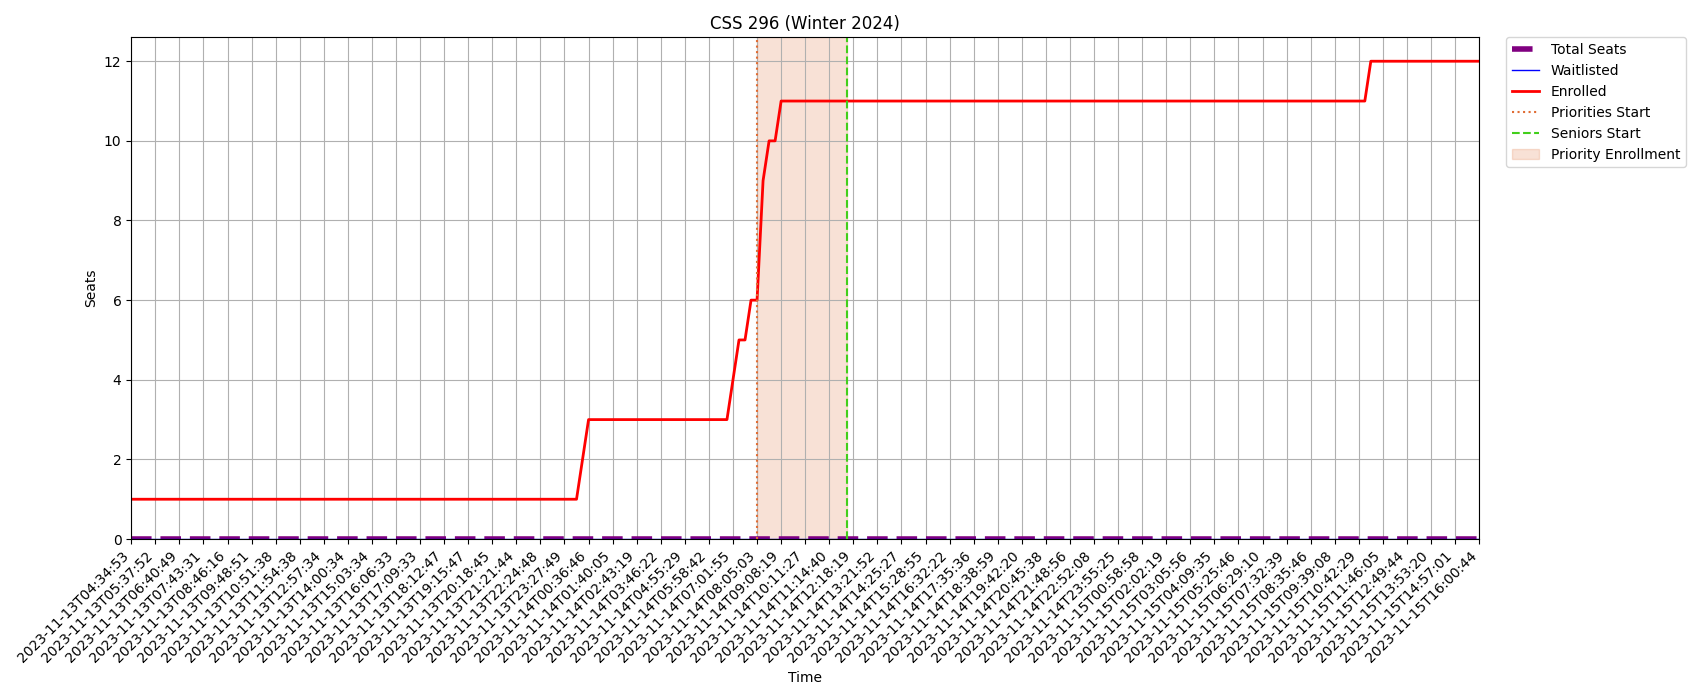 CSS 296 (Winter 2024)
12
10
8
6
4
2
0
Seats
2023-11-13T04:34:53
2023-11-13T05:37:52
2023-11-13T06:40:49
2023-11-13T07:43:31
2023-11-13T08:46:16
2023-11-13T09:48:51
2023-11-13T10:51:38
2023-11-13T11:54:38
2023-11-13T12:57:34
2023-11-13T14:00:34
2023-11-13T15:03:34
2023-11-13T16:06:33
2023-11-13T17:09:33
2023-11-13T18:12:47
2023-11-13T19:15:47
2023-11-13T20:18:45
2023-11-13T21:21:44
2023-11-13T22:24:48
2023-11-13T23:27:49
2023-11-14T00:36:46
2023-11-14T01:40:05
2023-11-14T02:43:19
2023-11-14T03:46:22
2023-11-14T04:55:29
2023-11-14T05:58:42
2023-11-14T07:01:55
2023-11-14T08:05:03
2023-11-14T09:08:19
2023-11-14T10:11:27
2023-11-14T11:14:40
2023-11-14T12:18:19
2023-11-14T13:21:52
2023-11-14T14:25:27
2023-11-14T15:28:55
2023-11-14T16:32:22
2023-11-14T17:35:36
2023-11-14T18:38:59
2023-11-14T19:42:20
2023-11-14T20:45:38
2023-11-14T21:48:56
2023-11-14T22:52:08
2023-11-14T23:55:25
2023-11-15T00:58:58
2023-11-15T02:02:19
2023-11-15T03:05:56
2023-11-15T04:09:35
2023-11-15T05:25:46
2023-11-15T06:29:10
2023-11-15T07:32:39
2023-11-15T08:35:46
2023-11-15T09:39:08
2023-11-15T10:42:29
2023-11-15T11:46:05
2023-11-15T12:49:44
2023-11-15T13:53:20
2023-11-15T14:57:01
2023-11-15T16:00:44
Time
Total Seats
Waitlisted
Enrolled
Priorities Start
Seniors Start
Priority Enrollment